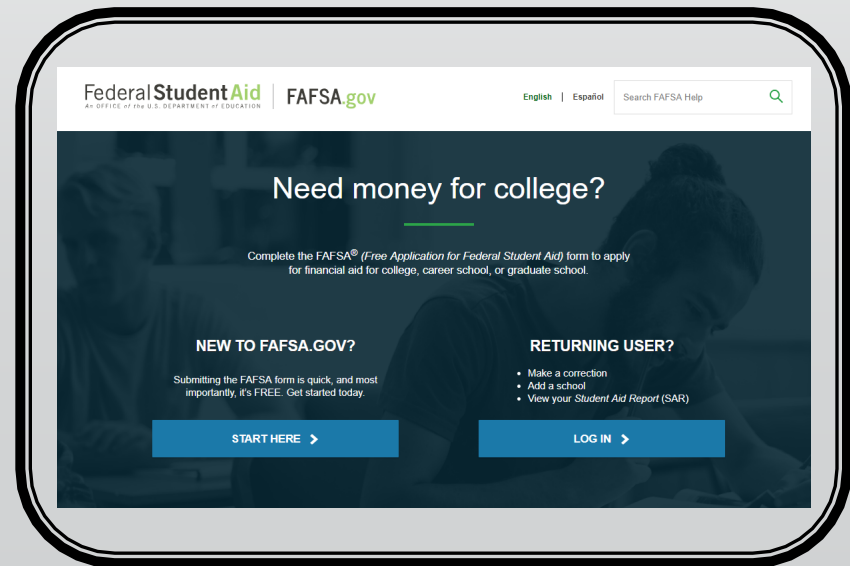 Federal Student Aid
An OFFICE of the U.S. DEPARTMENT of EDUCATION
FAFSA.gov
English | Español
Search FAFSA Help
Need money for college?
Complete the FAFSA® (Free Application for Federal Student Aid) form to apply
for financial aid for college, career school, or graduate school.
NEW TO FAFSA.GOV?
Submitting the FAFSA form is quick, and most
importantly, it's FREE. Get started today.
START HERE
RETURNING USER?
• Make a correction
• Add a school
• View your Student Aid Report (SAR)
LOG IN